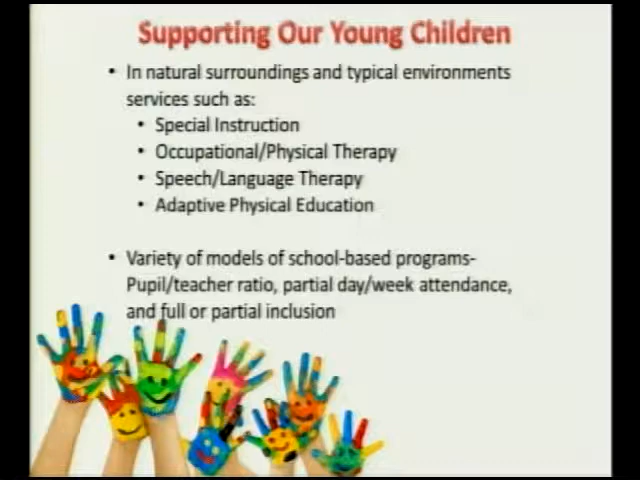 Supporting Our Young Children
• In natural surroundings and typical environments
services such as:
• Special Instruction
• Occupational/Physical Therapy
• Speech/Language Therapy
• Adaptive Physical Education
• Variety of models of school-based programs-
Pupil/teacher ratio, partial day/week attendance,
and full or partial inclusion